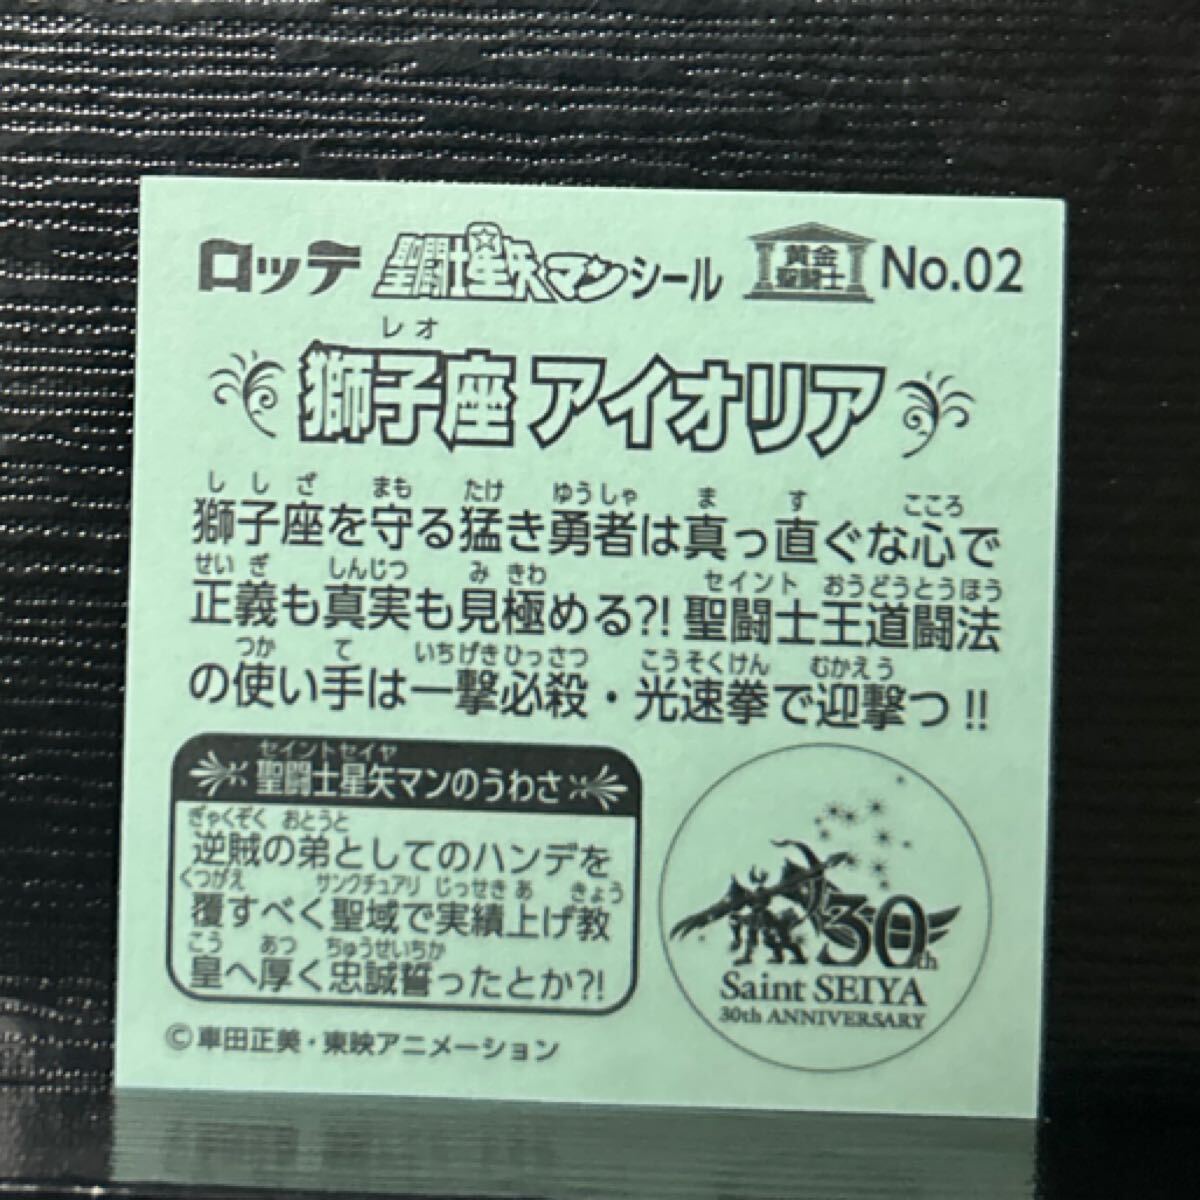 ロッテ 聖闘士星矢マンシール 黄金聖闘士 No.02
レオ
獅子座 アイオリア
しし ざ まも たけ ゆうしゃ ま す こころ
獅子座を守る猛き勇者は真っ直ぐな心で
せいぎ しんじつ み きわ セイント おうどうとうほう
正義も真実も見極める?! 聖闘士王道闘法
つか て いちげきひっさつ こうそくけん むかえう
の使い手は一撃必殺・光速拳で迎撃つ!!
セイントセイヤ
聖闘士星矢マンのうわさ
ぎゃくぞく おとうと
逆賊の弟としてのハンデを
くつがえ サンクチュアリ じっせき あ きょう
覆すべく聖域で実績上げ教
こう あつ ちゅうせいちか
皇へ厚く忠誠誓ったとか?!
©車田正美・東映アニメーション
30th
Saint SEIYA
30th ANNIVERSARY